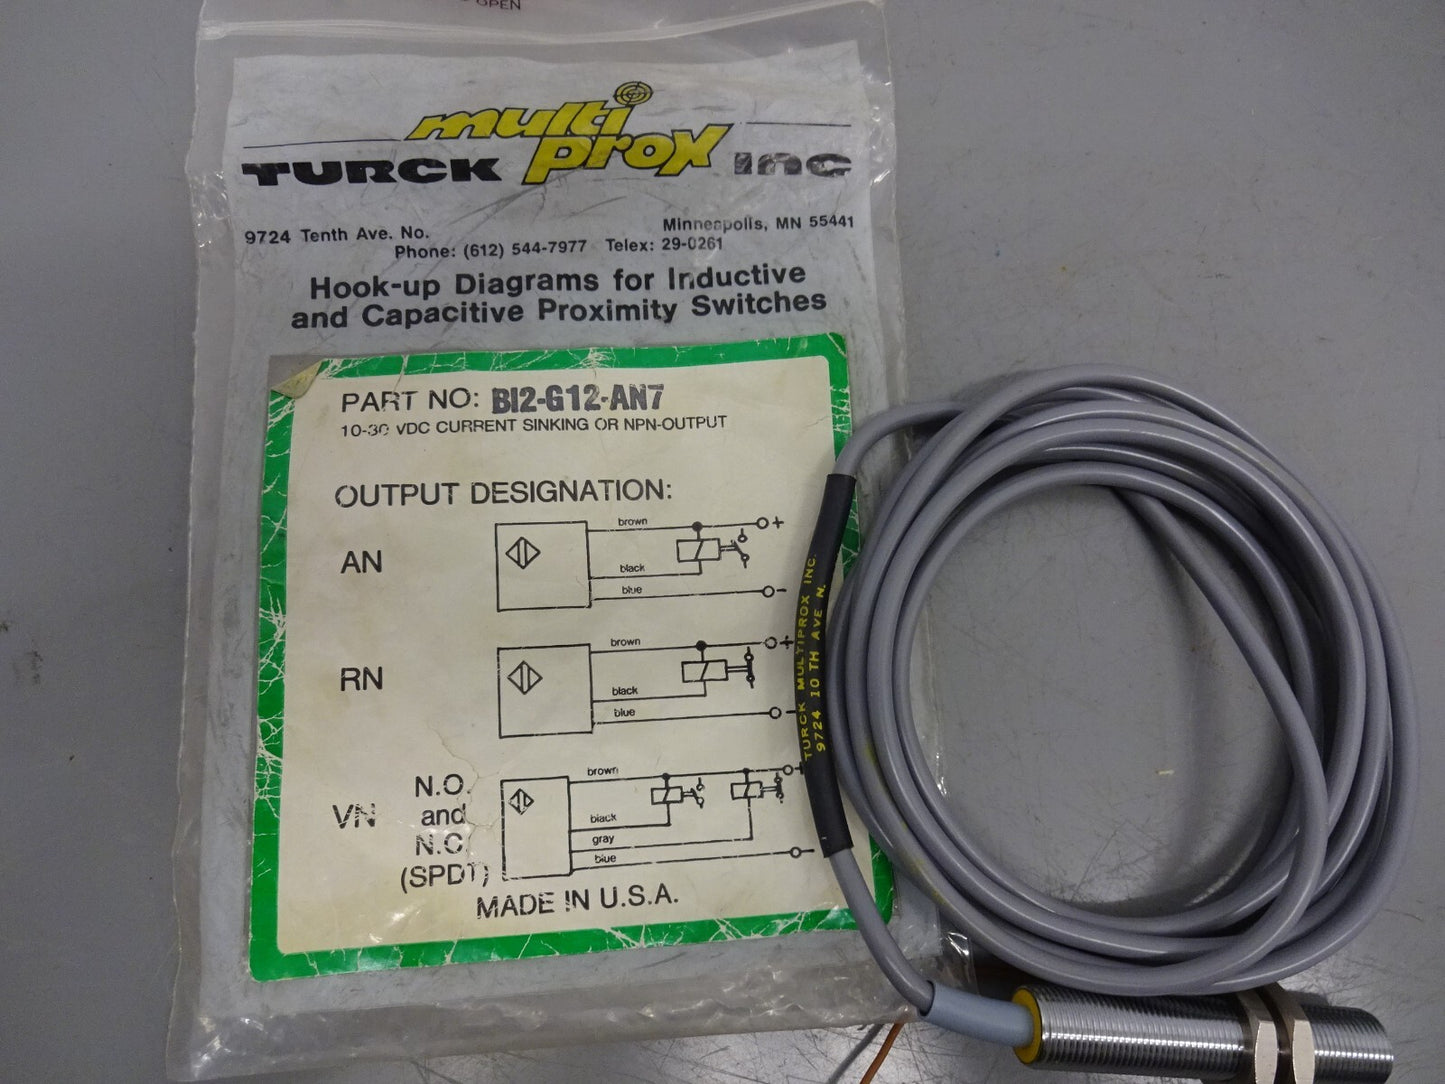 OPEN
multi
TURCK prox inc
9724 Tenth Ave. No. Minneapolis, MN 55441
Phone: (612) 544-7977 Telex: 29-0261
Hook-up Diagrams for Inductive
and Capacitive Proximity Switches
PART NO: BI2-G12-AN7
10-30 VDC CURRENT SINKING OR NPN-OUTPUT
OUTPUT DESIGNATION:
AN
brown
+
black
blue
-
RN
brown
+
black
blue
-
VN
N.O.
and
N.C.
(SPDT)
brown
+
black
gray
blue
-
MADE IN U.S.A.
TURCK MULTIPROX INC.
9724 10 TH AVE N.